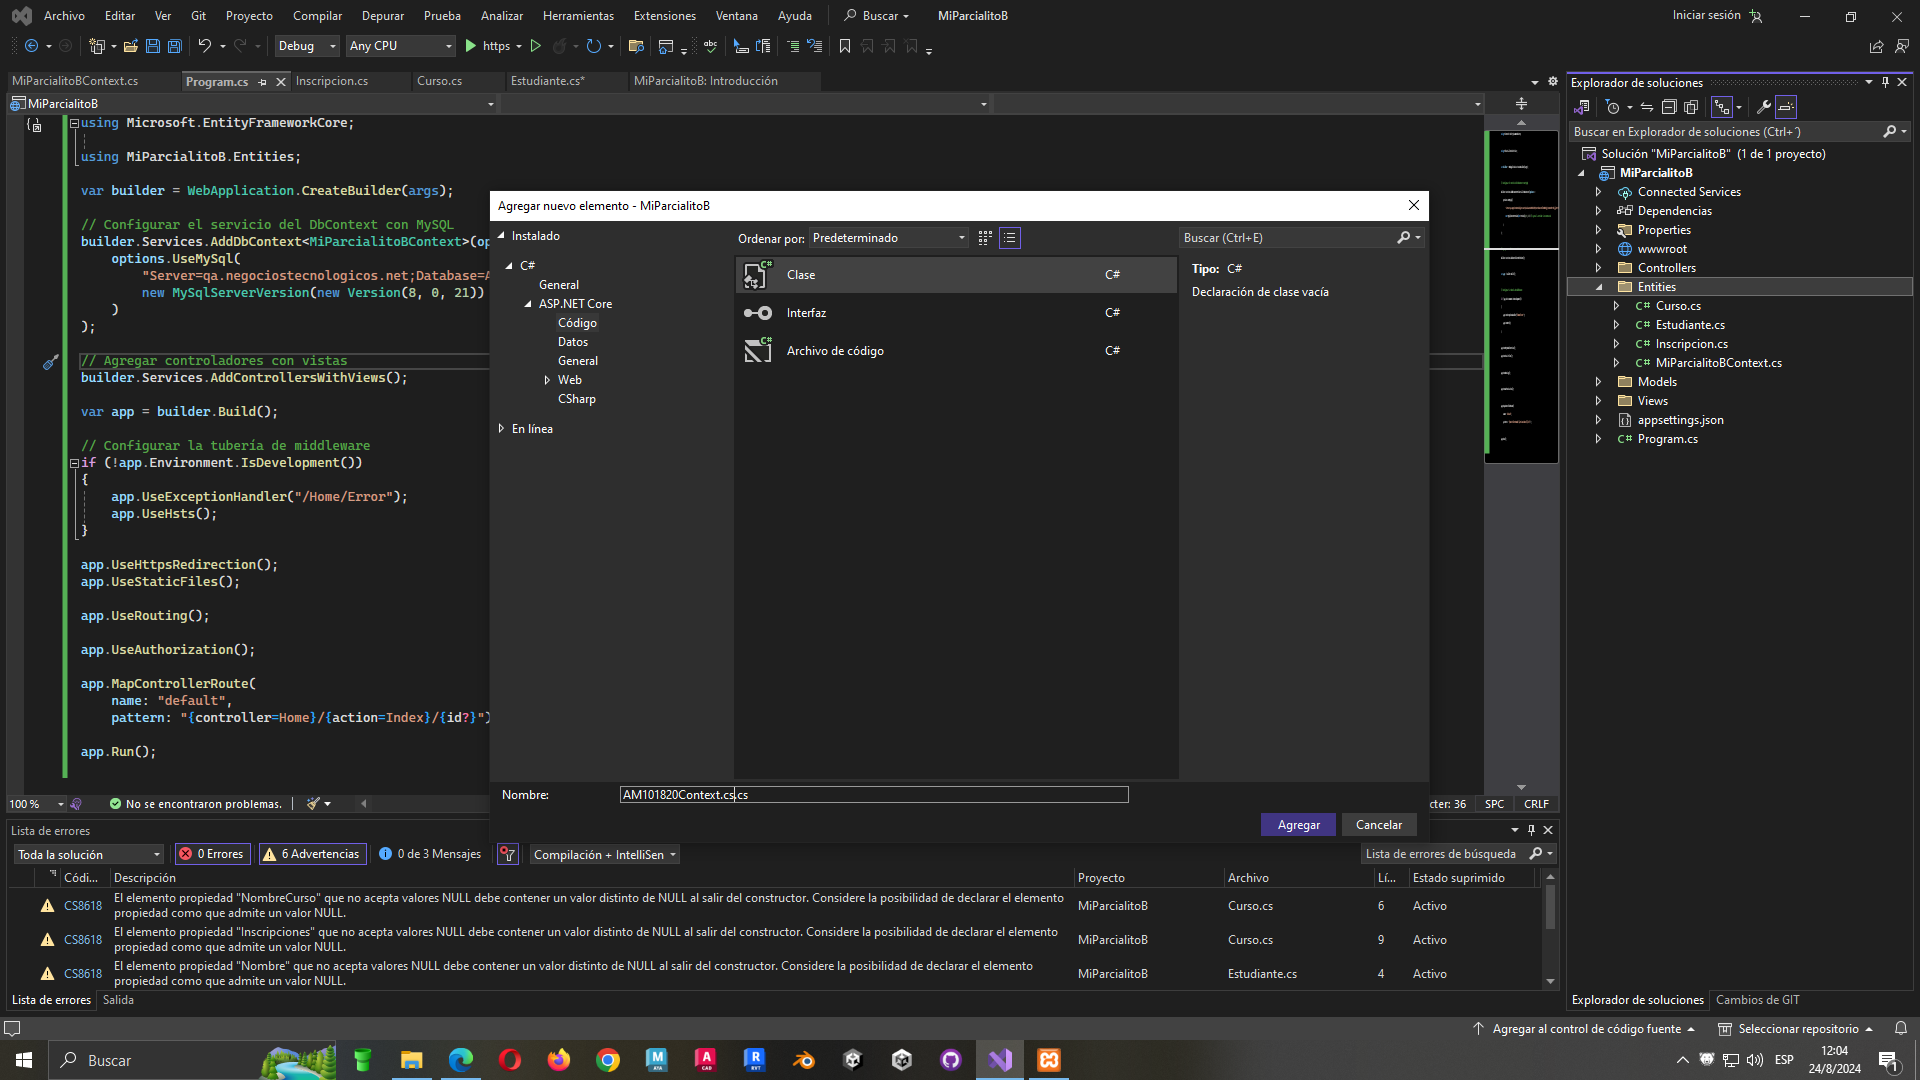 Archivo Editar Ver Git Proyecto Compilar Depurar Prueba Analizar Herramientas Extensiones Ventana Ayuda Buscar MiParcialitoB Iniciar sesión
Debug Any CPU https
MiParcialitoBContext.cs Program.cs Inscripcion.cs Curso.cs Estudiante.cs* MiParcialitoB: Introducción
MiParcialitoB
using Microsoft.EntityFrameworkCore;
using MiParcialitoB.Entities;
var builder = WebApplication.CreateBuilder(args);
// Configurar el servicio del DbContext con MySQL
builder.Services.AddDbContext<MiParcialitoBContext>(op
options.UseMySql(
"Server=qa.negociostecnologicos.net;Database=A
new MySqlServerVersion(new Version(8, 0, 21))
)
);
// Agregar controladores con vistas
builder.Services.AddControllersWithViews();
var app = builder.Build();
// Configurar la tubería de middleware
if (!app.Environment.IsDevelopment())
{
app.UseExceptionHandler("/Home/Error");
app.UseHsts();
}
app.UseHttpsRedirection();
app.UseStaticFiles();
app.UseRouting();
app.UseAuthorization();
app.MapControllerRoute(
name: "default",
pattern: "{controller=Home}/{action=Index}/{id?}")
app.Run();
100 % No se encontraron problemas. cter: 36 SPC CRLF
Agregar nuevo elemento - MiParcialitoB
Instalado
C#
General
ASP.NET Core
Código
Datos
General
Web
CSharp
En línea
Ordenar por: Predeterminado
Buscar (Ctrl+E)
Clase C#
Interfaz C#
Archivo de código C#
Tipo: C#
Declaración de clase vacía
Nombre: AM101820Context.cs.cs
Agregar Cancelar
Explorador de soluciones
Buscar en Explorador de soluciones (Ctrl+´)
Solución "MiParcialitoB" (1 de 1 proyecto)
MiParcialitoB
Connected Services
Dependencias
Properties
wwwroot
Controllers
Entities
C# Curso.cs
C# Estudiante.cs
C# Inscripcion.cs
C# MiParcialitoBContext.cs
Models
Views
appsettings.json
C# Program.cs
Lista de errores
Toda la solución 0 Errores 6 Advertencias 0 de 3 Mensajes Compilación + IntelliSen Lista de errores de búsqueda
Códi... Descripción Proyecto Archivo Lí... Estado suprimido
CS8618 El elemento propiedad "NombreCurso" que no acepta valores NULL debe contener un valor distinto de NULL al salir del constructor. Considere la posibilidad de declarar el elemento
propiedad como que admite un valor NULL. MiParcialitoB Curso.cs 6 Activo
CS8618 El elemento propiedad "Inscripciones" que no acepta valores NULL debe contener un valor distinto de NULL al salir del constructor. Considere la posibilidad de declarar el elemento
propiedad como que admite un valor NULL. MiParcialitoB Curso.cs 9 Activo
CS8618 El elemento propiedad "Nombre" que no acepta valores NULL debe contener un valor distinto de NULL al salir del constructor. Considere la posibilidad de declarar el elemento
propiedad como que admite un valor NULL. MiParcialitoB Estudiante.cs 4 Activo
Lista de errores Salida
Explorador de soluciones Cambios de GIT
Agregar al control de código fuente Seleccionar repositorio
Buscar
ESP
12:04
24/8/2024
1